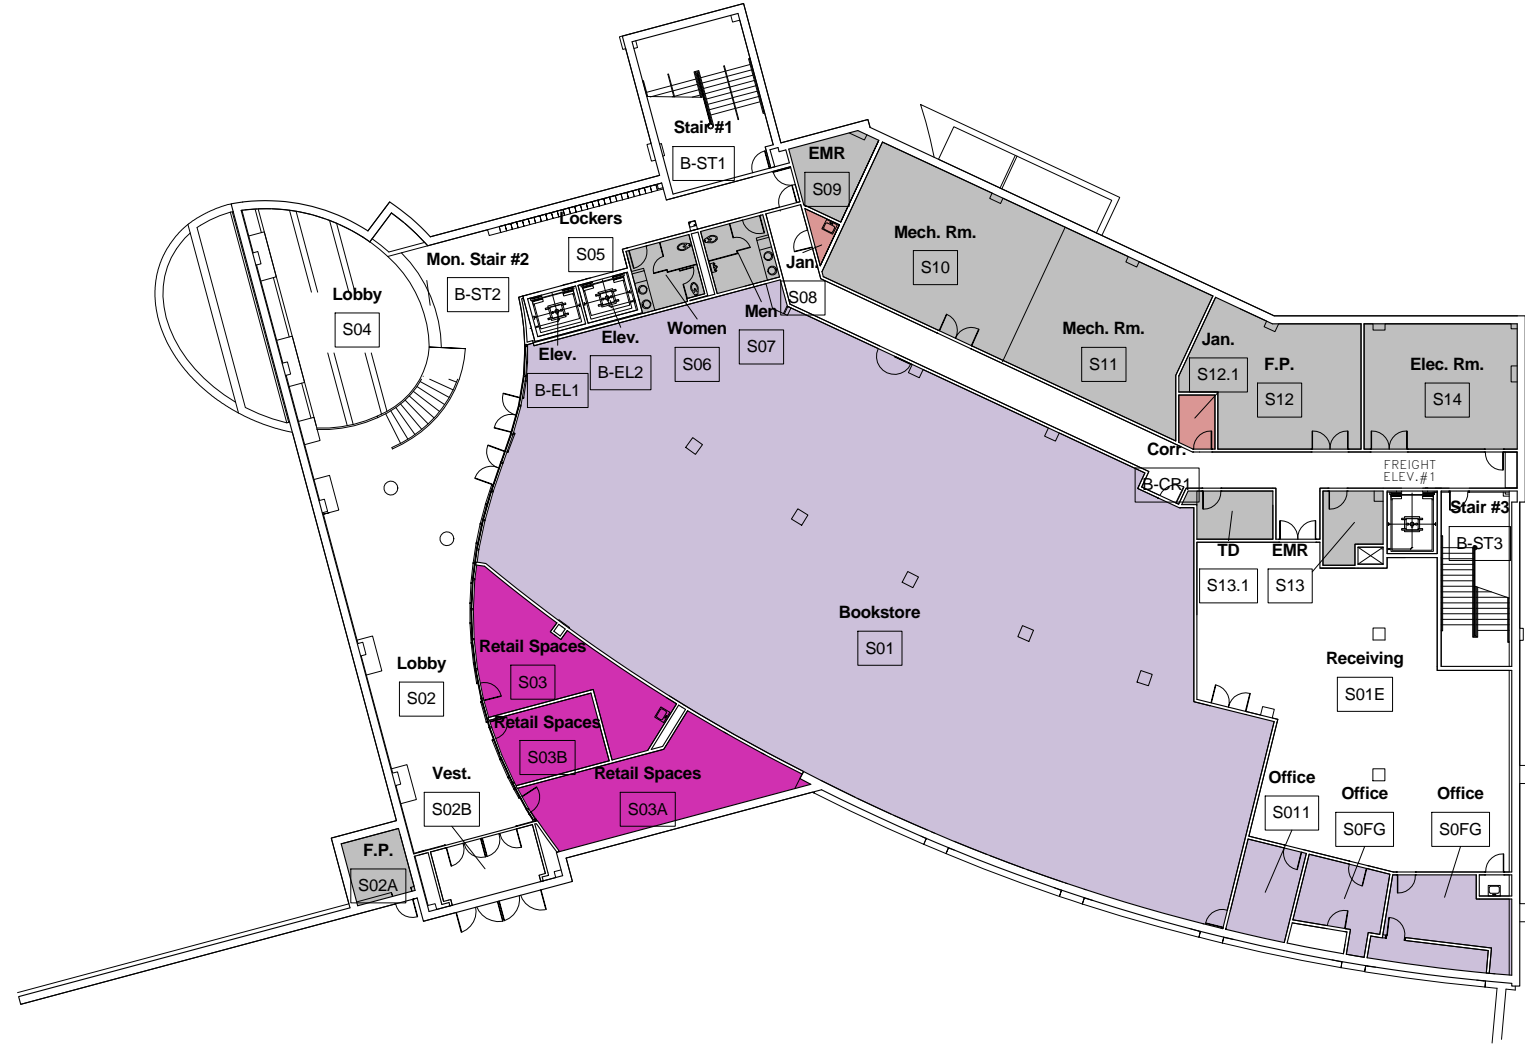 Stair #1
B-ST1
EMR
S09
Lockers
S05
Mech. Rm.
S10
Mon. Stair #2
B-ST2
Jan.
S08
Lobby
S04
Men
S07
Women
S06
Elev.
B-EL2
Elev.
B-EL1
Mech. Rm.
S11
Jan.
S12.1
F.P.
S12
Elec. Rm.
S14
Corr.
B-CR1
FREIGHT
ELEV.#1
Stair #3
B-ST3
TD
S13.1
EMR
S13
Bookstore
S01
Retail Spaces
S03
Lobby
S02
Receiving
S01E
Retail Spaces
S03B
Retail Spaces
S03A
Vest.
S02B
Office
S011
Office
S0FG
Office
S0FG
F.P.
S02A